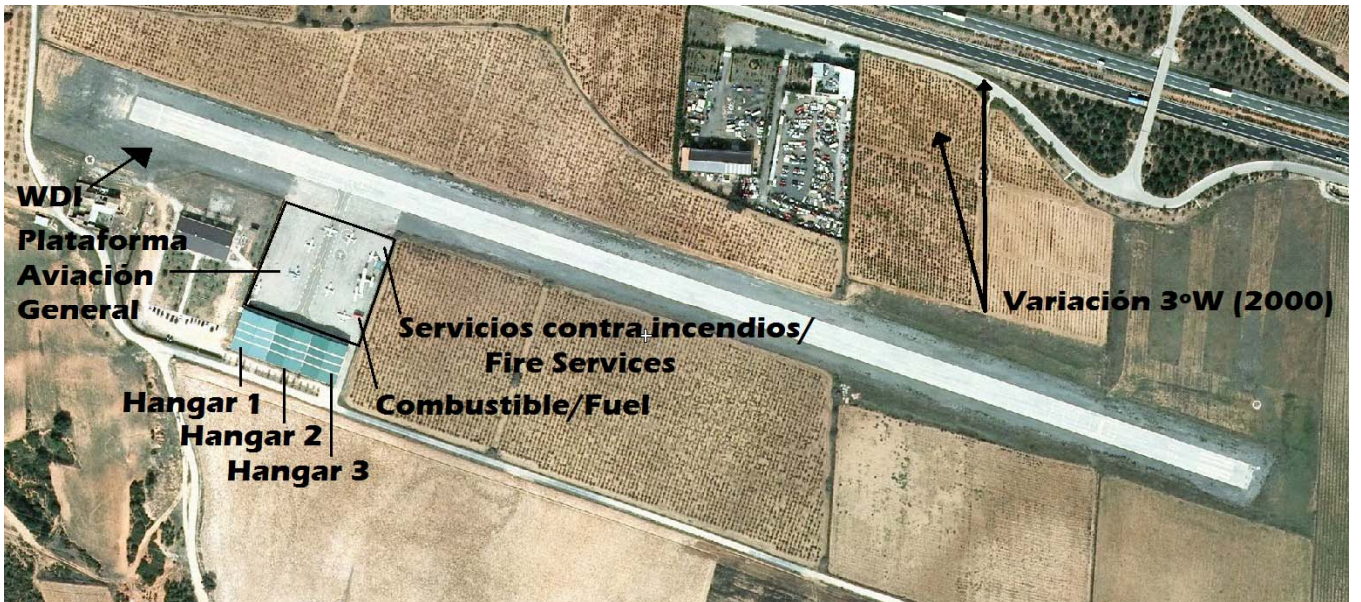 WDI
Plataforma
Aviación
General
Servicios contra incendios/
Fire Services
Combustible/Fuel
Hangar 1
Hangar 2
Hangar 3
Variación 3ºW (2000)